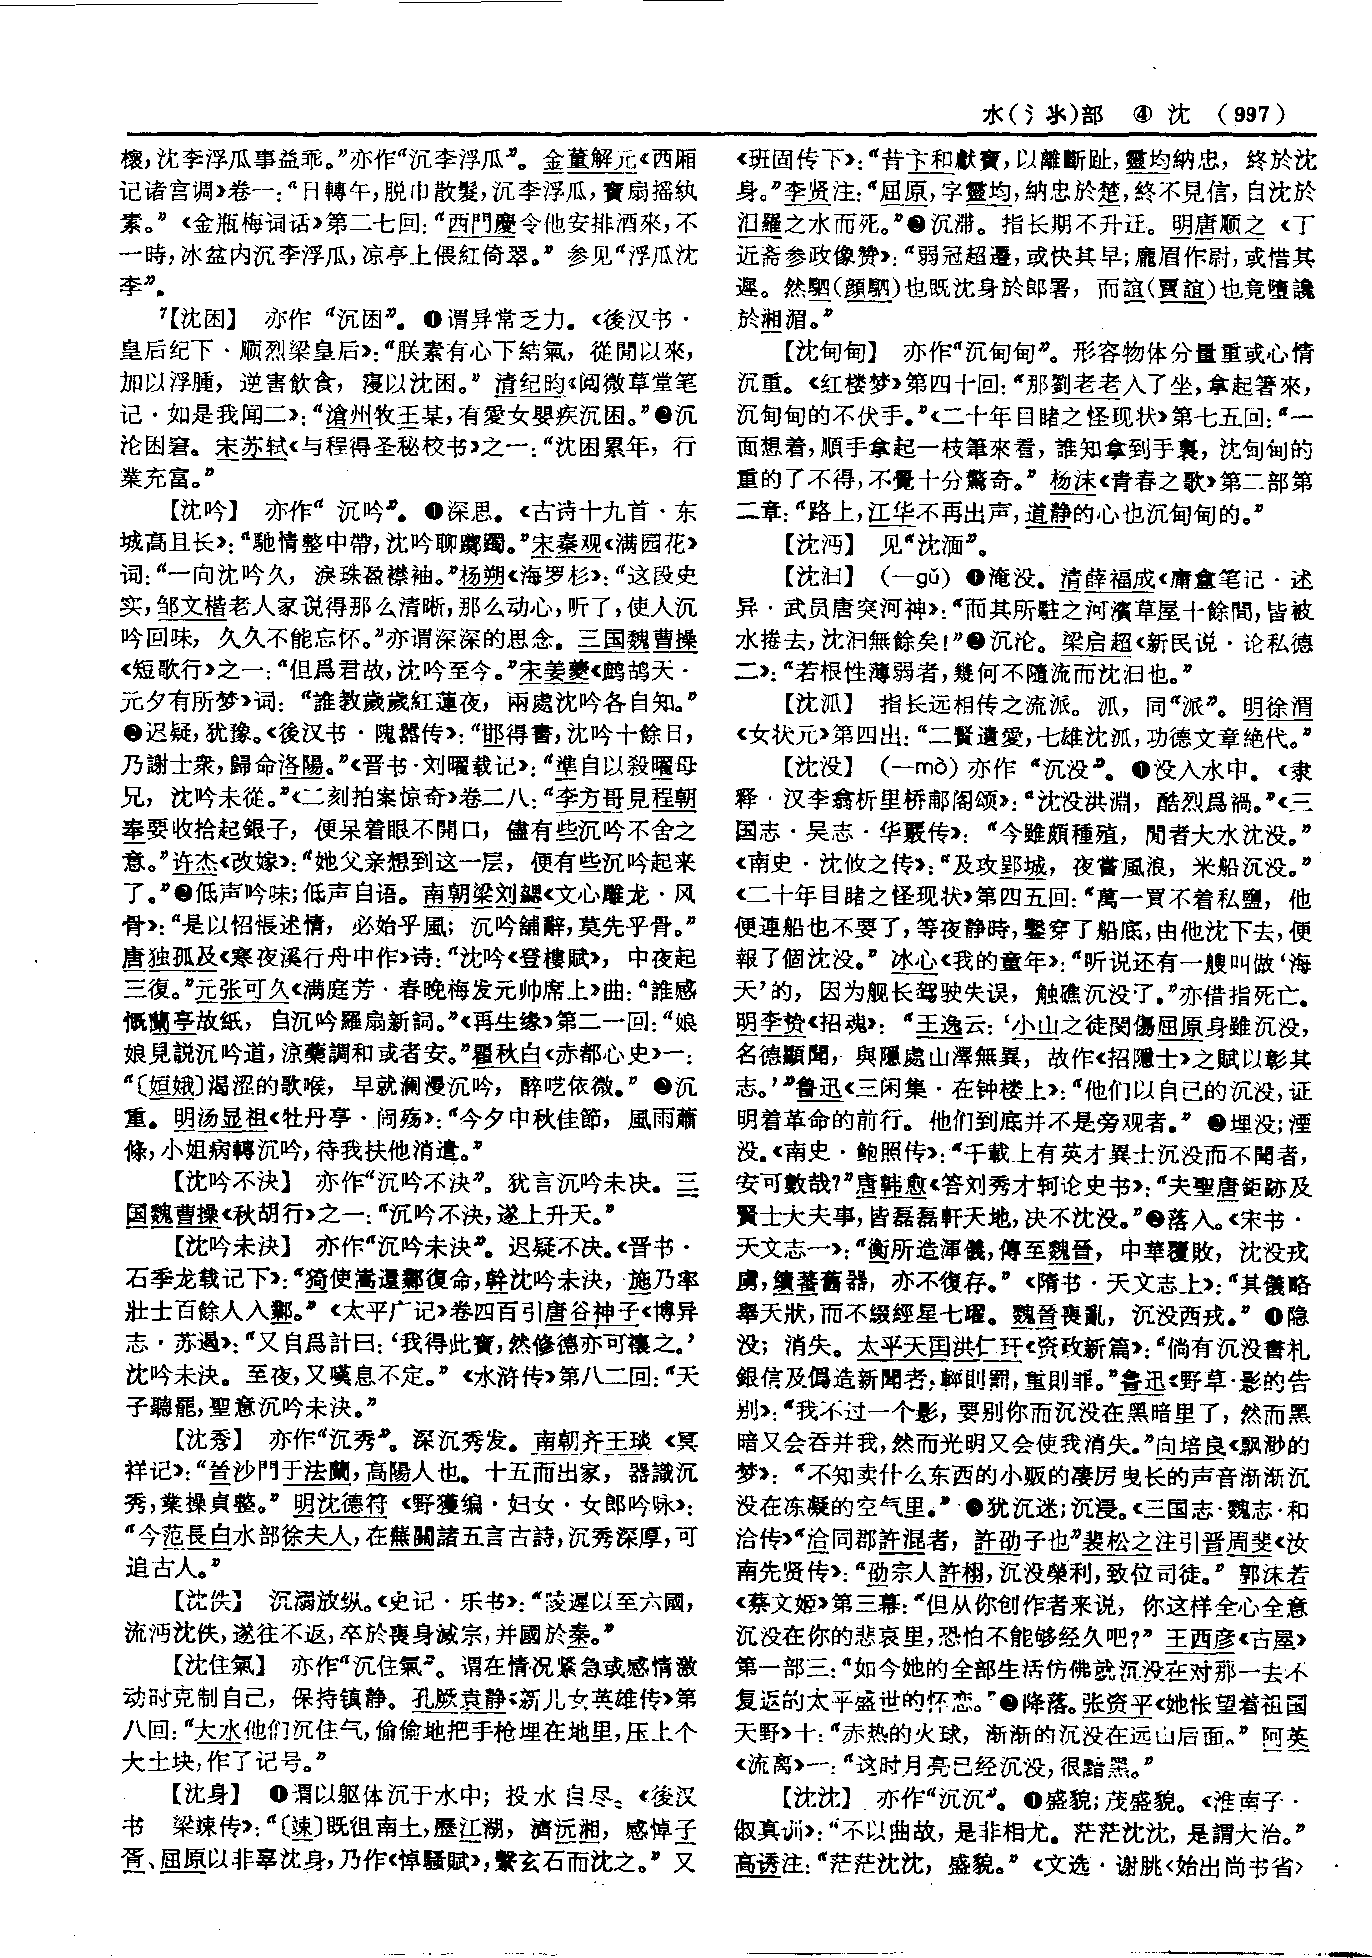 水(氵氺)部 ④ 沈 (997)
懷,沈李浮瓜事益乖。”亦作“沉李浮瓜”。 金董解元《西厢
记诸宫调》卷一:“日轉午,脱巾散髮,沉李浮瓜,寶扇摇纨
素。”《金瓶梅词话》第二七回:“西門慶令他安排酒來,不
一時,冰盆内沉李浮瓜,凉亭上偎紅倚翠。”参见“浮瓜沈
李”。
【沈困】 亦作“沉困”。❶谓异常乏力。《後汉书·
皇后纪下·顺烈梁皇后》:“朕素有心下結氣,從閒以來,
加以浮腫,逆害飲食,寖以沈困。”清纪昀《阅微草堂笔
记·如是我闻二》:“滄州牧王某,有愛女嬰疾沉困。”❷沉
沦困窘。宋苏轼《与程得圣秘校书》之一:“沈困累年,行
業充富。”
【沈吟】 亦作“沉吟”。❶深思。《古诗十九首·东
城高且长》:“馳情整中帶,沈吟聊躑躅。”宋秦观《满园花》
词:“一向沈吟久,淚珠盈襟袖。”杨朔《海罗杉》:“这段史
实,邹文楷老人家说得那么清晰,那么动心,听了,使人沉
吟回味,久久不能忘怀。”亦谓深深的思念。三国魏曹操
《短歌行》之一:“但爲君故,沈吟至今。”宋姜夔《鹧鸪天·
元夕有所梦》词:“誰教歲歲紅蓮夜,兩處沈吟各自知。”
❷迟疑,犹豫。《後汉书·隗嚣传》:“邯得書,沈吟十餘日,
乃謝士衆,歸命洛陽。”《晋书·刘曜载记》:“準自以殺曜母
兄,沈吟未從。”《二刻拍案惊奇》卷二八:“李方哥見程朝
奉要收拾起銀子,便呆着眼不開口,儘有些沉吟不舍之
意。”许杰《改嫁》:“她父亲想到这一层,便有些沉吟起来
了。”❸低声吟味;低声自语。南朝梁刘勰《文心雕龙·风
骨》:“是以怊悵述情,必始乎風;沉吟鋪辭,莫先乎骨。”
唐独孤及《寒夜溪行舟中作》诗:“沈吟《登樓賦》,中夜起
三復。”元张可久《满庭芳·春晚梅发元帅席上》曲:“誰感
慨蘭亭故紙,自沉吟羅扇新詞。”《再生缘》第二一回:“娘
娘見説沉吟道,凉藥調和或者安。”瞿秋白《赤都心史》一:
“〔姮娥〕渴涩的歌喉,早就澜漫沉吟,醉呓依微。”❹沉
重。明汤显祖《牡丹亭·闹殇》:“今夕中秋佳節,風雨蕭
條,小姐病轉沉吟,待我扶他消遣。”
【沈吟不決】 亦作“沉吟不決”。犹言沉吟未决。三
国魏曹操《秋胡行》之一:“沉吟不決,遂上升天。”
【沈吟未決】 亦作“沉吟未決”。迟疑不决。《晋书·
石季龙载记下》:“猗使嵩還鄴復命,幹沈吟未決,施乃率
壯士百餘人入鄴。”《太平广记》卷四百引唐谷神子《博异
志·苏遏》:“又自爲計曰:‘我得此寶,然修德亦可禳之。’
沈吟未決。至夜,又嘆息不定。”《水浒传》第八二回:“天
子聽罷,聖意沉吟未決。”
【沈秀】 亦作“沉秀”。深沉秀发。南朝齐王琰《冥
祥记》:“晉沙門于法蘭,高陽人也。十五而出家,器識沉
秀,業操貞整。”明沈德符《野獲编·妇女·女郎吟咏》:
“今范長白水部徐夫人,在蕪關諸五言古詩,沉秀深厚,可
追古人。”
【沈佚】 沉溺放纵。《史记·乐书》:“陵遲以至六國,
流沔沈佚,遂往不返,卒於喪身滅宗,并國於秦。”
【沈住氣】 亦作“沉住氣”。谓在情况紧急或感情激
动时克制自己,保持镇静。孔厥袁静《新儿女英雄传》第
八回:“大水他们沉住气,偷偷地把手枪埋在地里,压上个
大土块,作了记号。”
【沈身】 ❶谓以躯体沉于水中;投水自尽。《後汉
书 梁竦传》:“〔竦〕既徂南土,歷江湖,濟沅湘,感悼子
胥、屈原以非辜沈身,乃作《悼騷賦》,繫玄石而沈之。”又
《班固传下》:“昔卞和獻寶,以離斷趾,靈均納忠,終於沈
身。”李贤注:“屈原,字靈均,納忠於楚,終不見信,自沈於
汨羅之水而死。”❷沉滞。指长期不升迁。明唐顺之《丁
近斋参政像赞》:“弱冠超遷,或快其早;龐眉作尉,或惜其
遲。然駟(顔駟)也既沈身於郎署,而誼(賈誼)也竟墮讒
於湘湄。”
【沈甸甸】 亦作“沉甸甸”。形容物体分量重或心情
沉重。《红楼梦》第四十回:“那劉老老入了坐,拿起箸來,
沉甸甸的不伏手。”《二十年目睹之怪现状》第七五回:“一
面想着,順手拿起一枝筆來看,誰知拿到手裏,沈甸甸的
重的了不得,不覺十分驚奇。”杨沫《青春之歌》第二部第
二章:“路上,江华不再出声,道静的心也沉甸甸的。”
【沈沔】 见“沈湎”。
【沈汩】 (—gǔ) ❶淹没。清薛福成《庸盦笔记·述
异·武员唐突河神》:“而其所駐之河濱草屋十餘間,皆被
水捲去,沈汩無餘矣!”❷沉沦。梁启超《新民说·论私德
二》:“若根性薄弱者,幾何不隨流而沈汩也。”
【沈泒】 指长远相传之流派。泒,同“派”。明徐渭
《女状元》第四出:“二賢遺愛,七雄沈泒,功德文章絶代。”
【沈没】 (—mò) 亦作“沉没”。❶没入水中。《隶
释·汉李翕析里桥郙阁颂》:“沈没洪淵,酷烈爲禍。”《三
国志·吴志·华覈传》:“今雖頗種殖,閒者大水沈没。”
《南史·沈攸之传》:“及攻郢城,夜嘗風浪,米船沉没。”
《二十年目睹之怪现状》第四五回:“萬一買不着私鹽,他
便連船也不要了,等夜静時,鑿穿了船底,由他沈下去,便
報了個沈没。”冰心《我的童年》:“听说还有一艘叫做‘海
天’的,因为舰长驾驶失误,触礁沉没了。”亦借指死亡。
明李贽《招魂》:“王逸云:‘小山之徒閔傷屈原身雖沉没,
名德顯聞,與隱處山澤無異,故作《招隱士》之賦以彰其
志。’”鲁迅《三闲集·在钟楼上》:“他们以自己的沉没,证
明着革命的前行。他们到底并不是旁观者。”❷埋没;湮
没。《南史·鲍照传》:“千載上有英才異士沉没而不聞者,
安可數哉?”唐韩愈《答刘秀才轲论史书》:“夫聖唐鉅跡及
賢士大夫事,皆磊磊軒天地,決不沈没。”❸落入。《宋书·
天文志一》:“衡所造渾儀,傳至魏晉,中華覆敗,沈没戎
虜,績蕃舊器,亦不復存。”《隋书·天文志上》:“其儀略
舉天狀,而不綴經星七曜。魏晉喪亂,沉没西戎。”❹隐
没;消失。太平天国洪仁玕《资政新篇》:“倘有沉没書札
銀信及僞造新聞者,輕則罰,重則罪。”鲁迅《野草·影的告
别》:“我不过一个影,要别你而沉没在黑暗里了,然而黑
暗又会吞并我,然而光明又会使我消失。”向培良《飘渺的
梦》:“不知卖什么东西的小贩的凄厉曳长的声音渐渐沉
没在冻凝的空气里。”❺犹沉迷;沉浸。《三国志·魏志·和
洽传》“洽同郡許混者,許劭子也”裴松之注引晋周斐《汝
南先贤传》:“劭宗人許栩,沉没榮利,致位司徒。”郭沫若
《蔡文姬》第三幕:“但从你创作者来说,你这样全心全意
沉没在你的悲哀里,恐怕不能够经久吧?”王西彦《古屋》
第一部三:“如今她的全部生活仿佛就沉没在对那一去不
复返的太平盛世的怀恋。”❻降落。张资平《她怅望着祖国
天野》十:“赤热的火球,渐渐的沉没在远山后面。”阿英
《流离》一:“这时月亮已经沉没,很黯黑。”
【沈沈】 亦作“沉沉”。❶盛貌;茂盛貌。《淮南子·
俶真训》:“不以曲故,是非相尤。茫茫沈沈,是謂大治。”
高诱注:“茫茫沈沈,盛貌。”《文选·谢朓〈始出尚书省〉